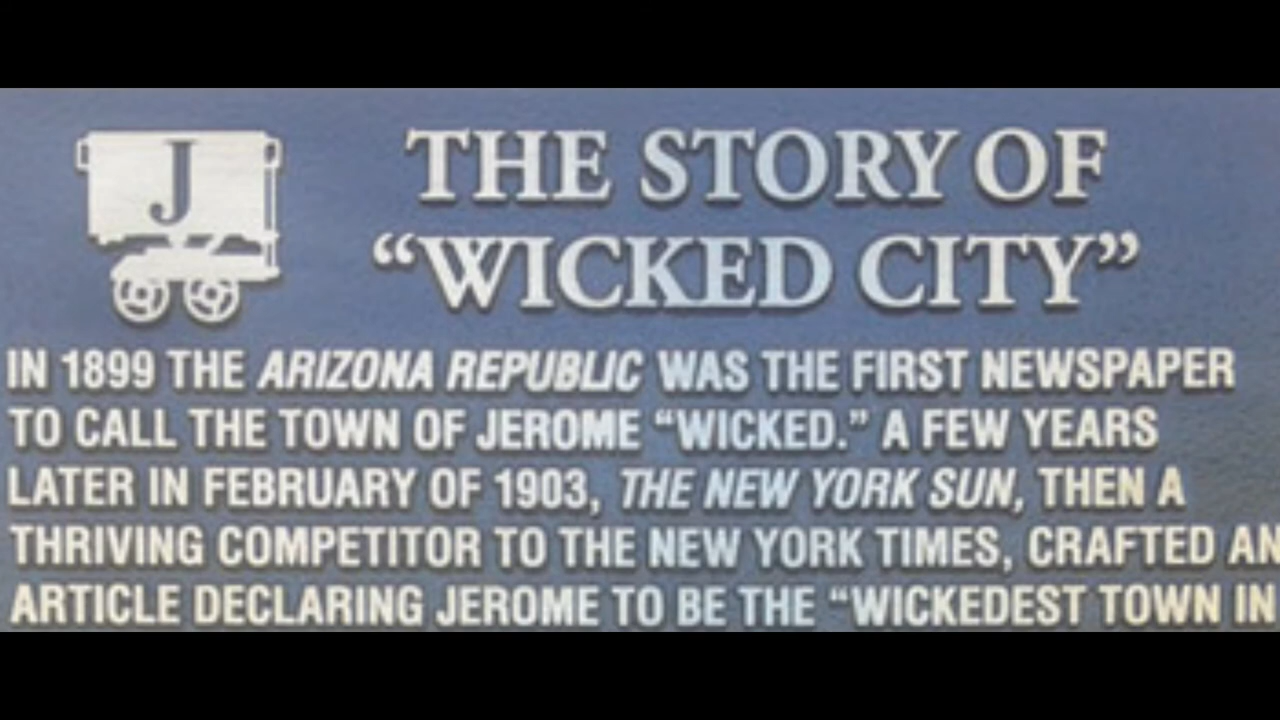 J
THE STORY OF
“WICKED CITY”
IN 1899 THE ARIZONA REPUBLIC WAS THE FIRST NEWSPAPER
TO CALL THE TOWN OF JEROME “WICKED.” A FEW YEARS
LATER IN FEBRUARY OF 1903, THE NEW YORK SUN, THEN A
THRIVING COMPETITOR TO THE NEW YORK TIMES, CRAFTED AN
ARTICLE DECLARING JEROME TO BE THE “WICKEDEST TOWN IN